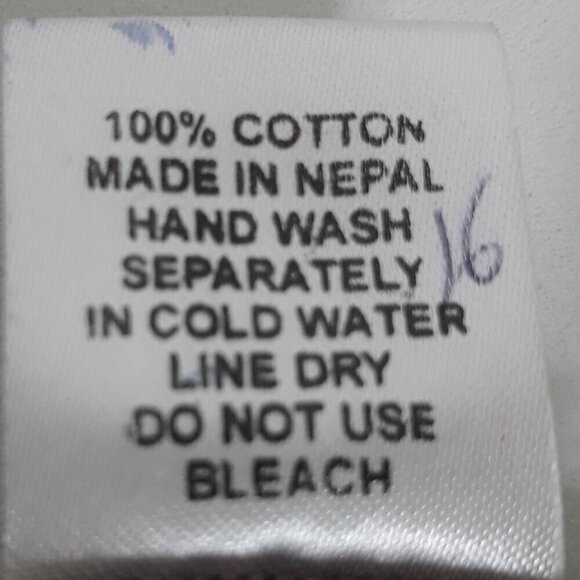 100% COTTON
MADE IN NEPAL
HAND WASH
SEPARATELY
16
IN COLD WATER
LINE DRY
DO NOT USE
BLEACH